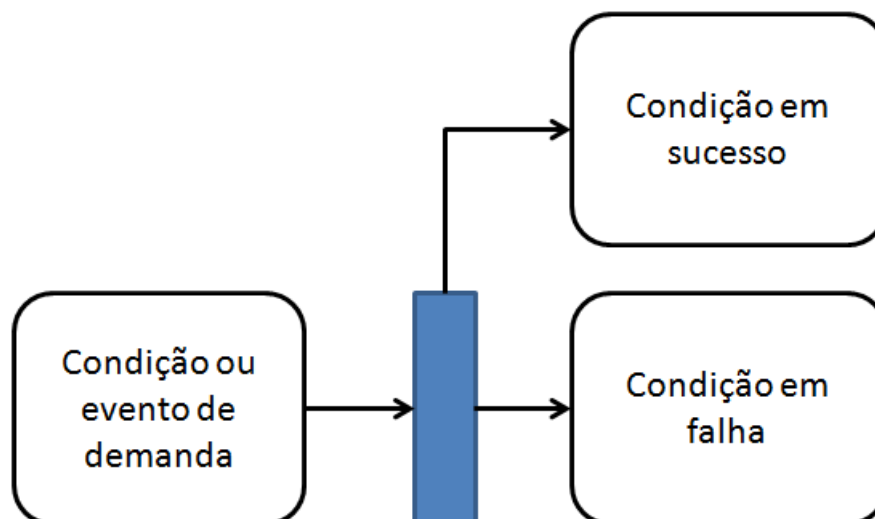 Condição em
sucesso
Condição ou
evento de
demanda
Condição em
falha